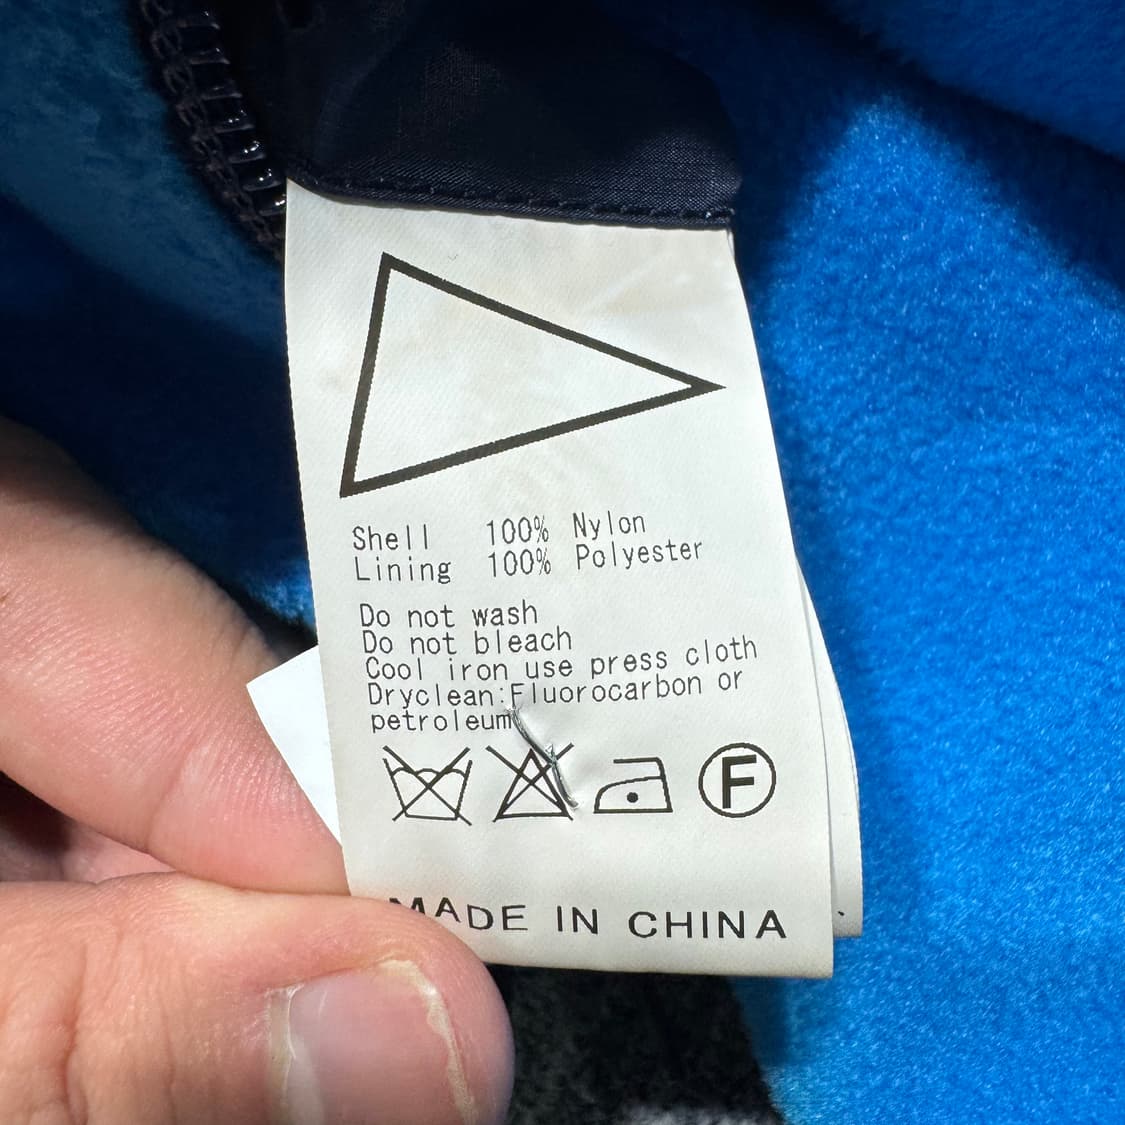 Shell 100% Nylon
Lining 100% Polyester
Do not wash
Do not bleach
Cool iron use press cloth
Dryclean:Fluorocarbon or
petroleum
F
MADE IN CHINA